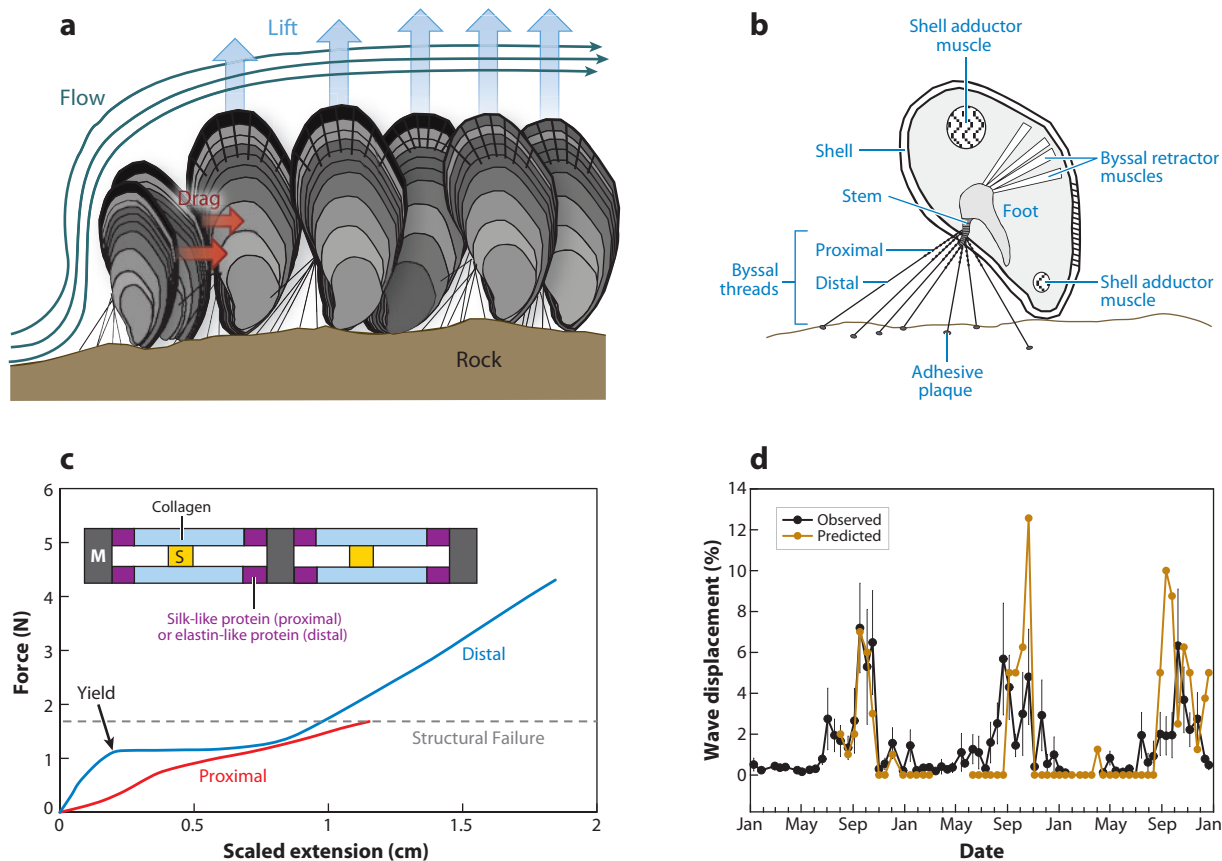 a
Lift
Flow
Drag
Rock
b
Shell adductor
muscle
Shell
Byssal retractor
muscles
Stem
Foot
Proximal
Byssal
threads
Distal
Shell adductor
muscle
Adhesive
plaque
c
6
5
4
3
2
1
0
Force (N)
Collagen
M
S
Silk-like protein (proximal)
or elastin-like protein (distal)
Yield
Distal
Structural Failure
Proximal
0
0.5
1
1.5
2
Scaled extension (cm)
d
14
12
10
8
6
4
2
0
Wave displacement (%)
Observed
Predicted
Jan
May
Sep
Jan
May
Sep
Jan
May
Sep
Jan
Date